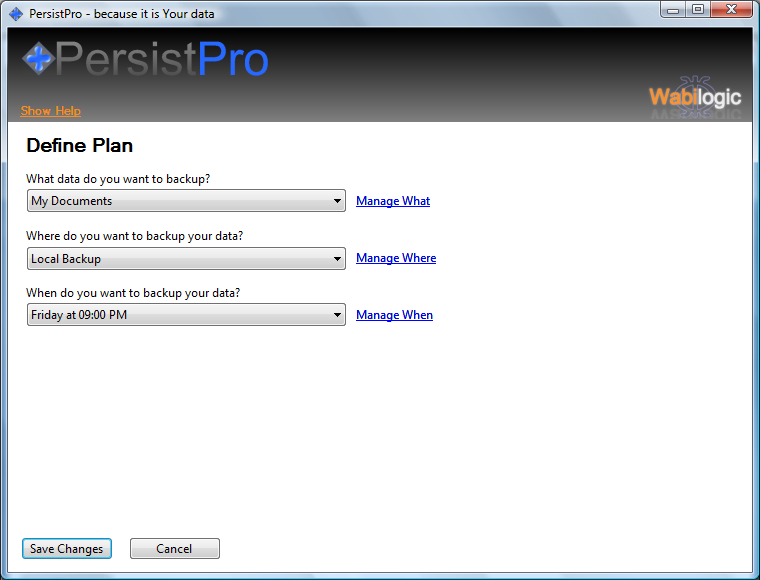 PersistPro - because it is Your data
PersistPro
Show Help
Wabilogic
Define Plan
What data do you want to backup?
My Documents
Manage What
Where do you want to backup your data?
Local Backup
Manage Where
When do you want to backup your data?
Friday at 09:00 PM
Manage When
Save Changes
Cancel